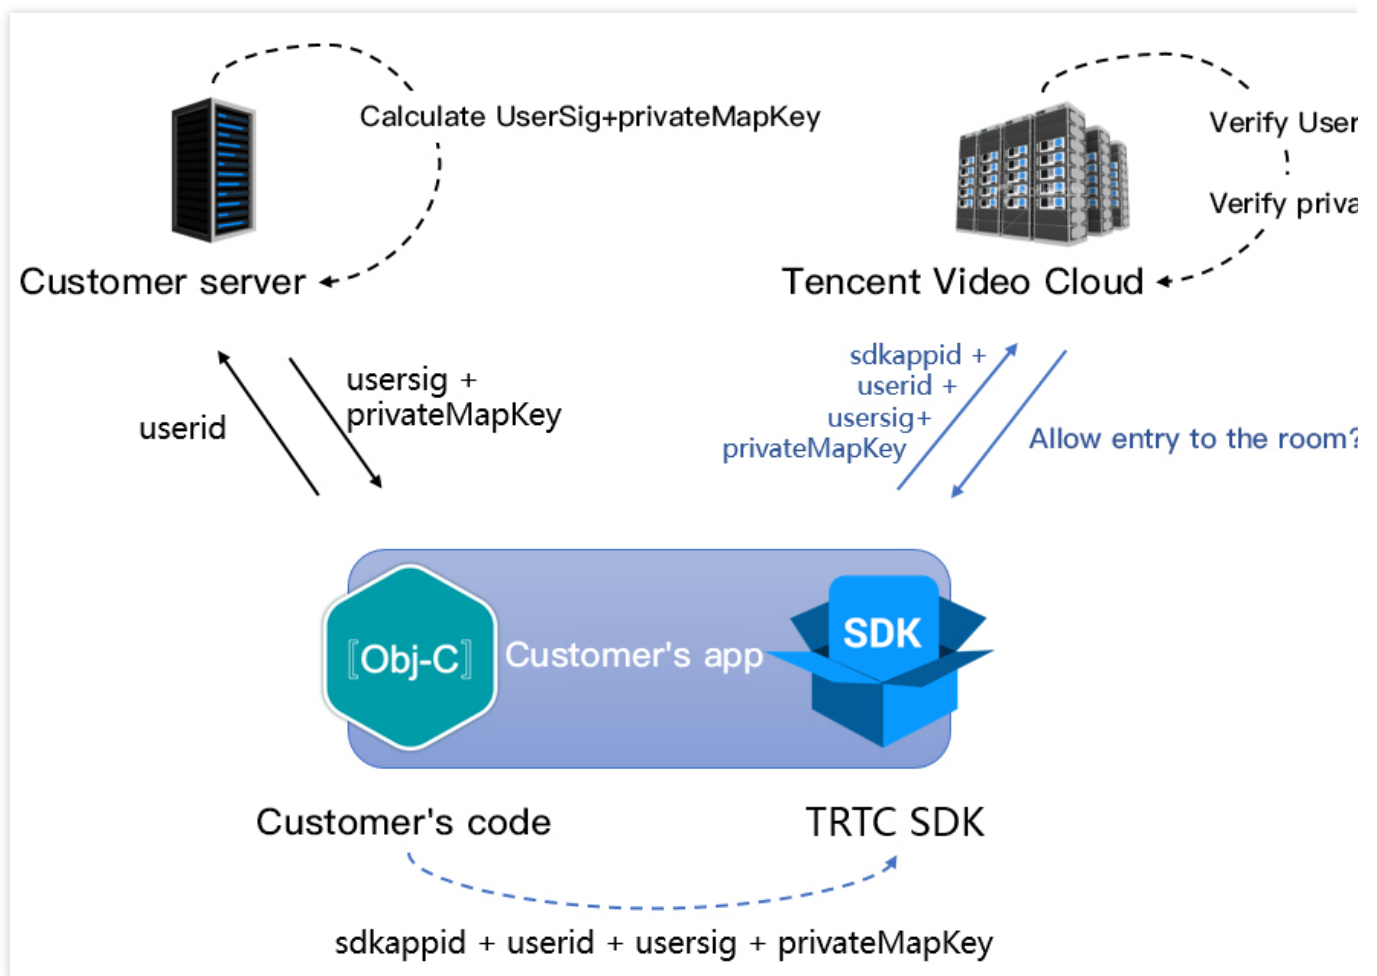 Calculate UserSig+privateMapKey
Verify User
Verify priva
Customer server
Tencent Video Cloud
userid
usersig +
privateMapKey
sdkappid +
userid +
usersig+
privateMapKey
Allow entry to the room?
[Obj-C]
Customer's app
SDK
Customer's code
TRTC SDK
sdkappid + userid + usersig + privateMapKey